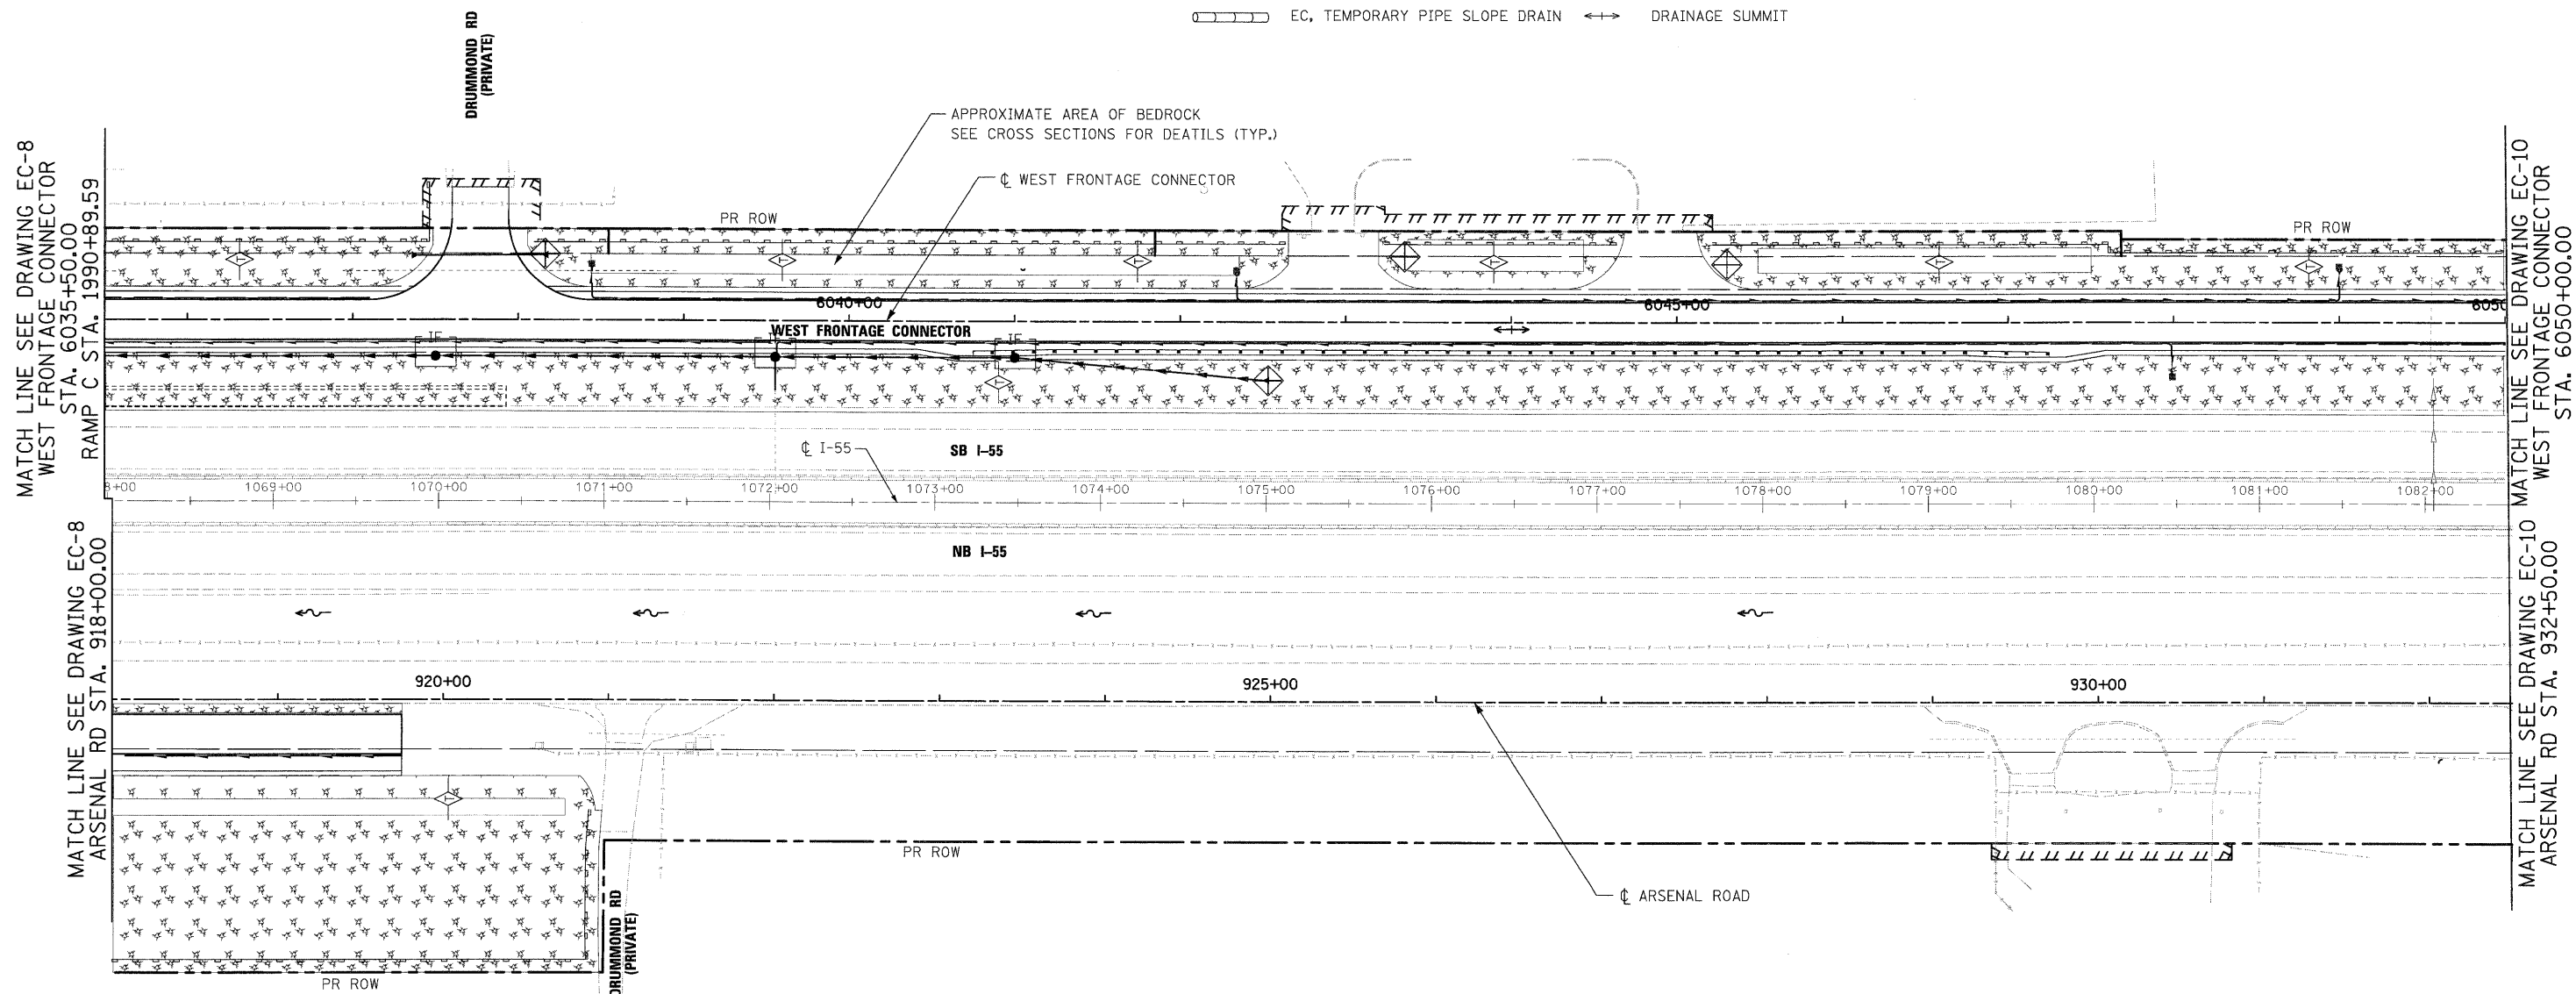 EC, TEMPORARY PIPE SLOPE DRAIN
DRAINAGE SUMMIT
DRUMMOND RD
(PRIVATE)
APPROXIMATE AREA OF BEDROCK
SEE CROSS SECTIONS FOR DEATILS (TYP.)
℄ WEST FRONTAGE CONNECTOR
MATCH LINE SEE DRAWING EC-8
WEST FRONTAGE CONNECTOR
STA. 6035+50.00
RAMP C STA. 1990+89.59
PR ROW
PR ROW
6040+00
6045+00
6050
WEST FRONTAGE CONNECTOR
IF
IF
IF
T
T
T
T
T
T
T
MATCH LINE SEE DRAWING EC-10
WEST FRONTAGE CONNECTOR
STA. 6050+00.00
℄ I-55
SB I-55
8+00
1069+00
1070+00
1071+00
1072+00
1073+00
1074+00
1075+00
1076+00
1077+00
1078+00
1079+00
1080+00
1081+00
1082+00
NB I-55
MATCH LINE SEE DRAWING EC-8
ARSENAL RD STA. 918+00.00
920+00
925+00
930+00
T
PR ROW
℄ ARSENAL ROAD
MATCH LINE SEE DRAWING EC-10
ARSENAL RD STA. 932+50.00
DRUMMOND RD
(PRIVATE)
PR ROW